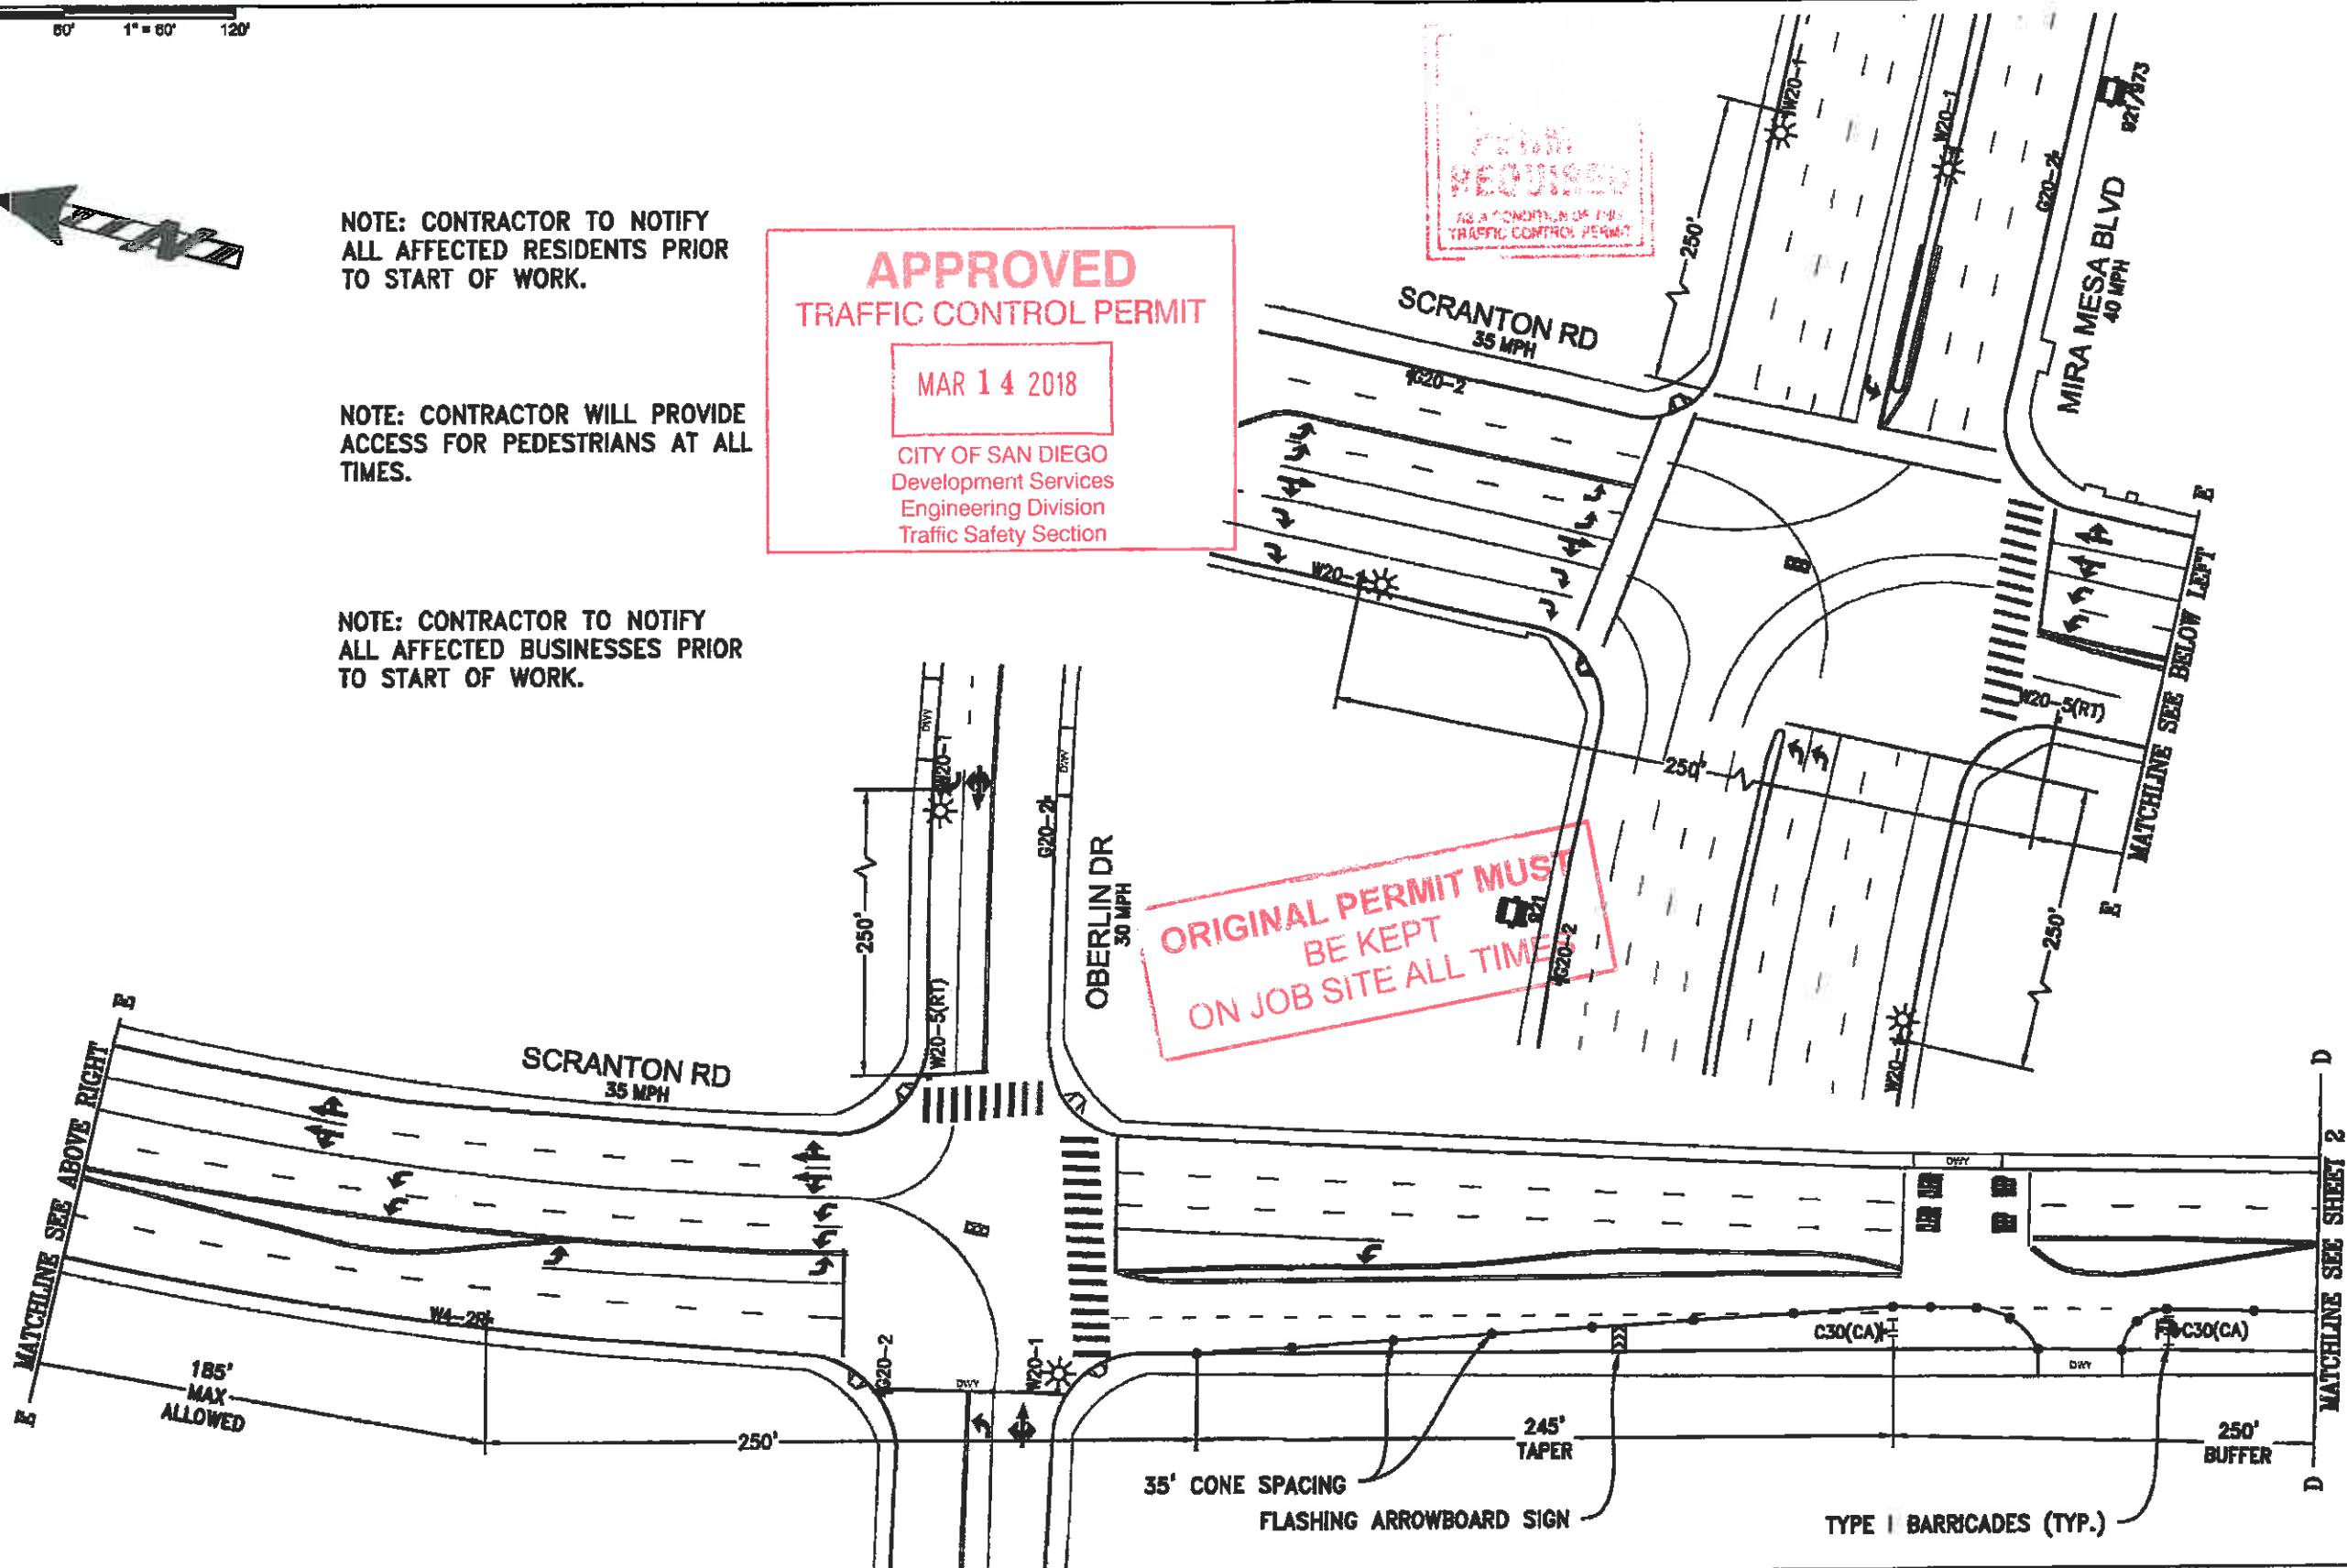 60' 1" = 60' 120'
N
NOTE: CONTRACTOR TO NOTIFY
ALL AFFECTED RESIDENTS PRIOR
TO START OF WORK.
NOTE: CONTRACTOR WILL PROVIDE
ACCESS FOR PEDESTRIANS AT ALL
TIMES.
NOTE: CONTRACTOR TO NOTIFY
ALL AFFECTED BUSINESSES PRIOR
TO START OF WORK.
APPROVED
TRAFFIC CONTROL PERMIT
MAR 14 2018
CITY OF SAN DIEGO
Development Services
Engineering Division
Traffic Safety Section
REQUIRED
AS A CONDITION OF THE
TRAFFIC CONTROL PERMIT
W20-1
W20-1
921/973
G20-2
MIRA MESA BLVD
40 MPH
250'
SCRANTON RD
35 MPH
G20-2
W20-1
E
MATCHLINE SEE BELOW LEFT
E
W20-5(RT)
250'
250'
W20-1
921
G20-2
ORIGINAL PERMIT MUST
BE KEPT
ON JOB SITE ALL TIMES
DWY
W20-1
DWY
G20-2
250'
OBERLIN DR
30 MPH
W20-5(RT)
E
MATCHLINE SEE ABOVE RIGHT
E
SCRANTON RD
35 MPH
W4-2R
185'
MAX
ALLOWED
250'
G20-2
DWY
W20-1
DWY
C30(CA)
C30(CA)
DWY
D
MATCHLINE SEE SHEET 2
D
245'
TAPER
250'
BUFFER
35' CONE SPACING
FLASHING ARROWBOARD SIGN
TYPE I BARRICADES (TYP.)